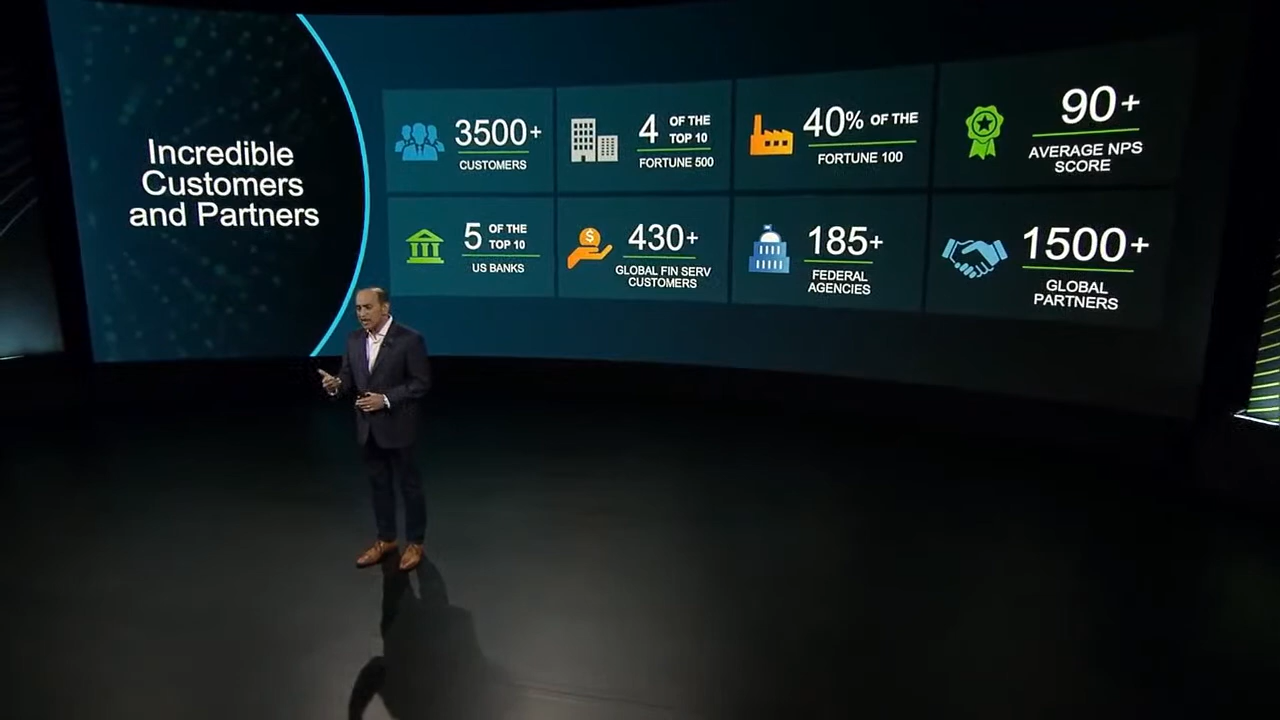 Incredible
Customers
and Partners
3500+
CUSTOMERS
4 OF THE
TOP 10
FORTUNE 500
40% OF THE
FORTUNE 100
90+
AVERAGE NPS
SCORE
5 OF THE
TOP 10
US BANKS
430+
GLOBAL FIN SERV
CUSTOMERS
185+
FEDERAL
AGENCIES
1500+
GLOBAL
PARTNERS